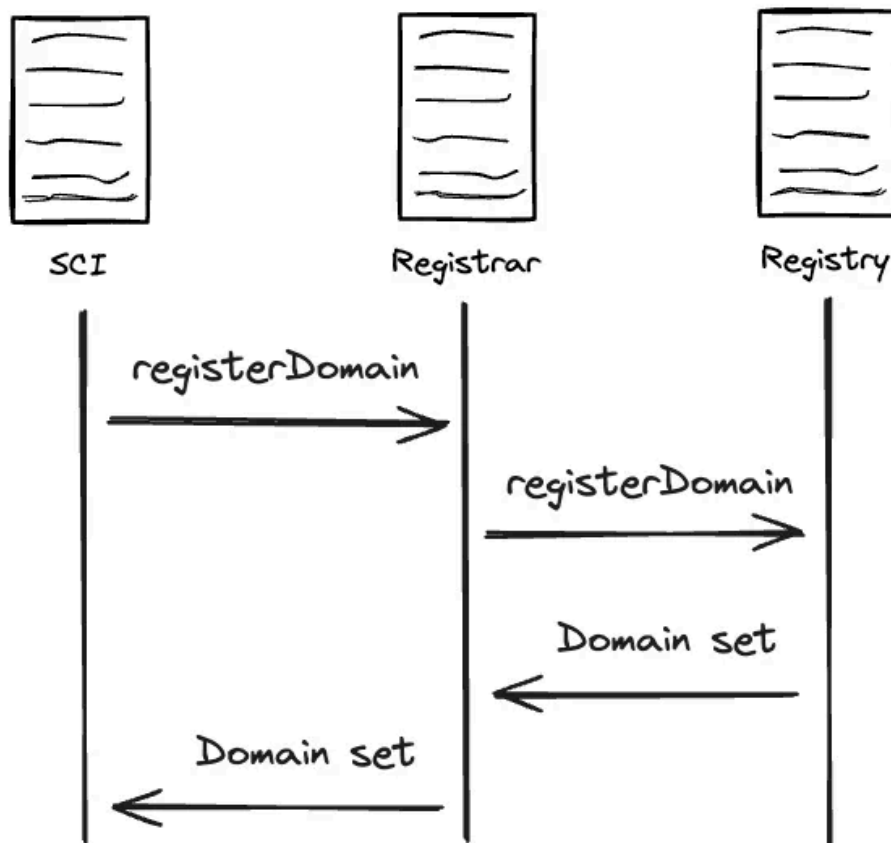 SCI
Registrar
Registry
registerDomain
registerDomain
Domain set
Domain set